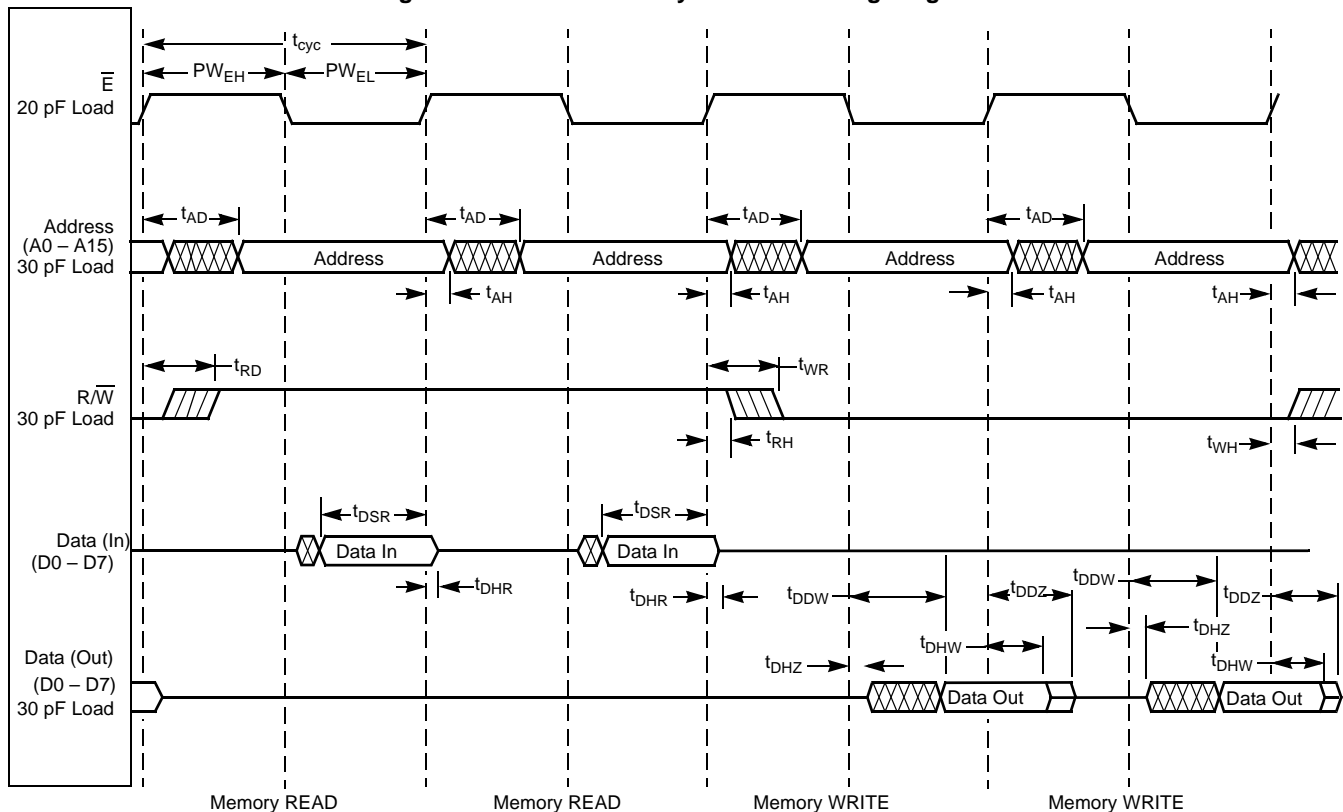 t_cyc
PW_EH PW_EL
E̅
20 pF Load
t_AD t_AD t_AD t_AD
Address
(A0 – A15)
30 pF Load
Address Address Address Address
t_AH t_AH t_AH t_AH
t_RD t_WR
R/W̅
30 pF Load
t_RH t_WH
t_DSR t_DSR
Data (In)
(D0 – D7)
Data In Data In
t_DHR t_DHR t_DDW t_DDZ t_DDW t_DDZ
t_DHZ t_DHW t_DHZ t_DHW
Data (Out)
(D0 – D7)
30 pF Load
Data Out Data Out
Memory READ Memory READ Memory WRITE Memory WRITE